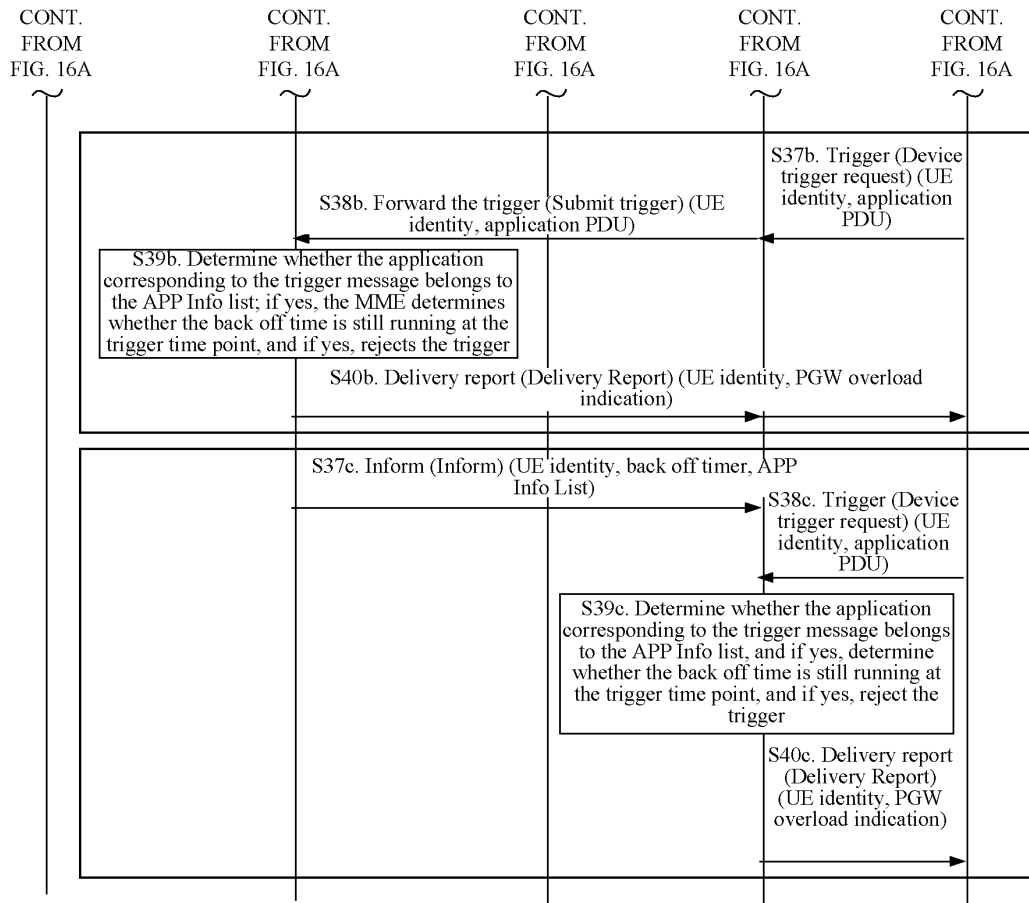 CONT.
FROM
FIG. 16A
CONT.
FROM
FIG. 16A
CONT.
FROM
FIG. 16A
CONT.
FROM
FIG. 16A
CONT.
FROM
FIG. 16A
S37b. Trigger (Device
trigger request) (UE
identity, application
PDU)
S38b. Forward the trigger (Submit trigger) (UE
identity, application PDU)
S39b. Determine whether the application
corresponding to the trigger message belongs to
the APP Info list; if yes, the MME determines
whether the back off time is still running at the
trigger time point, and if yes, rejects the trigger
S40b. Delivery report (Delivery Report) (UE identity, PGW overload
indication)
S37c. Inform (Inform) (UE identity, back off timer, APP
Info List)
S38c. Trigger (Device
trigger request) (UE
identity, application
PDU)
S39c. Determine whether the application
corresponding to the trigger message belongs
to the APP Info list, and if yes, determine
whether the back off time is still running at
the trigger time point, and if yes, reject the
trigger
S40c. Delivery report
(Delivery Report)
(UE identity, PGW
overload indication)